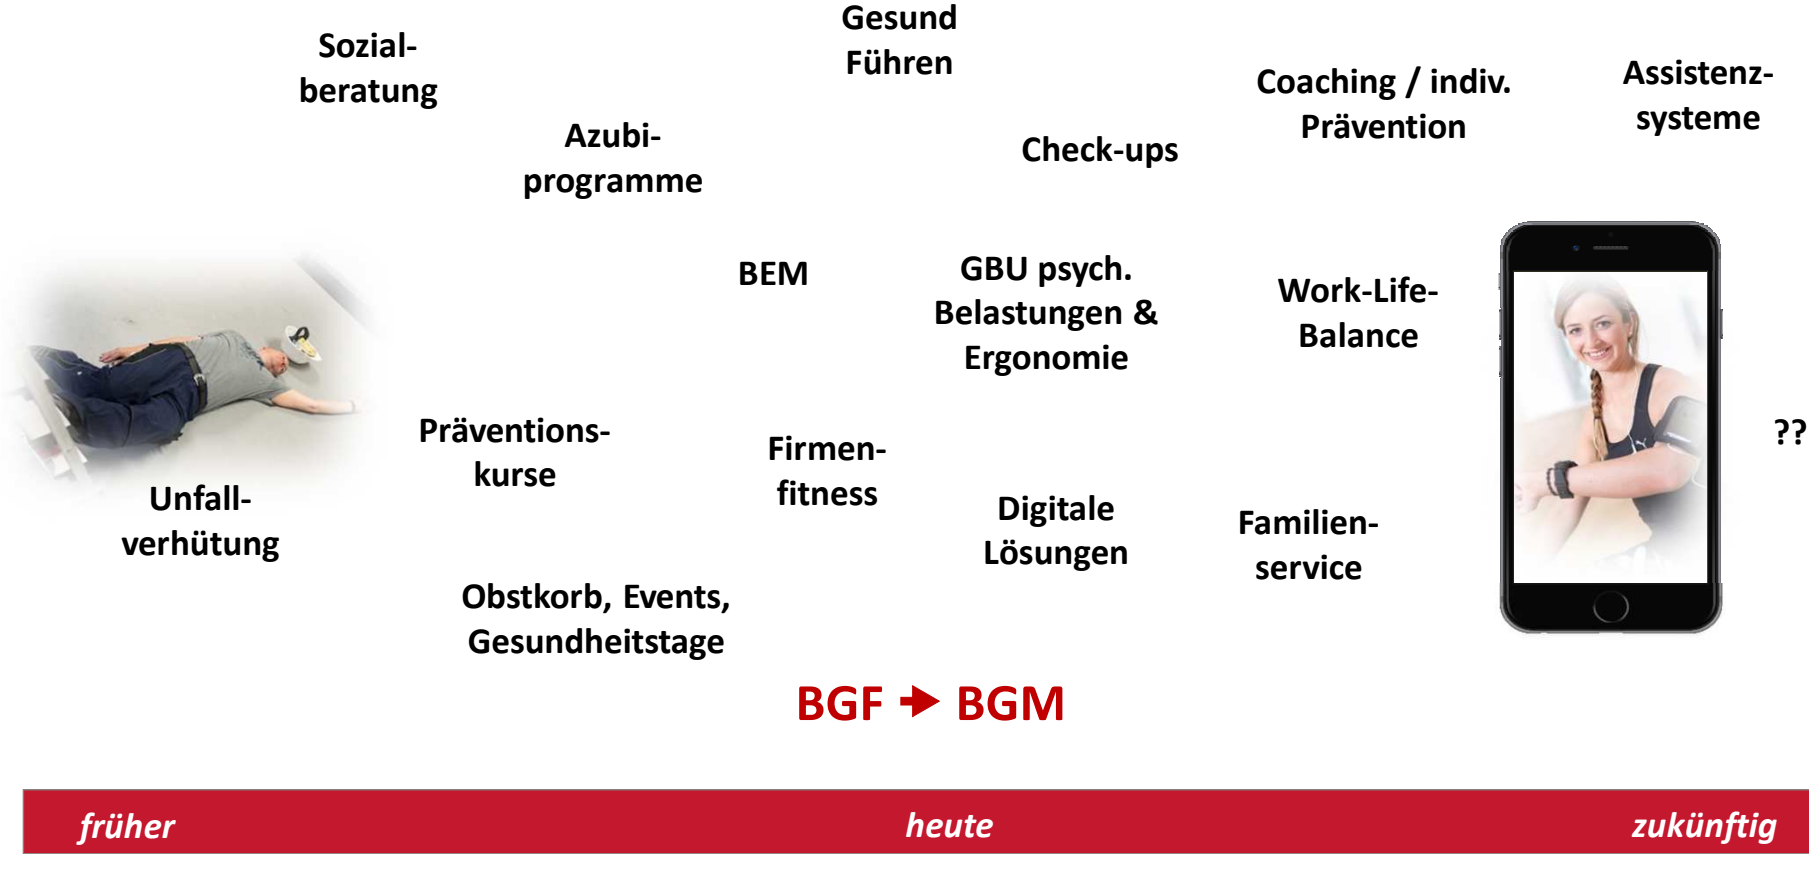 Gesund
Führen
Sozial-
beratung
Coaching / indiv.
Prävention
Assistenz-
systeme
Azubi-
programme
Check-ups
BEM
GBU psych.
Belastungen &
Ergonomie
Work-Life-
Balance
Präventions-
kurse
Firmen-
fitness
??
Unfall-
verhütung
Digitale
Lösungen
Familien-
service
Obstkorb, Events,
Gesundheitstage
BGF → BGM
früher heute zukünftig